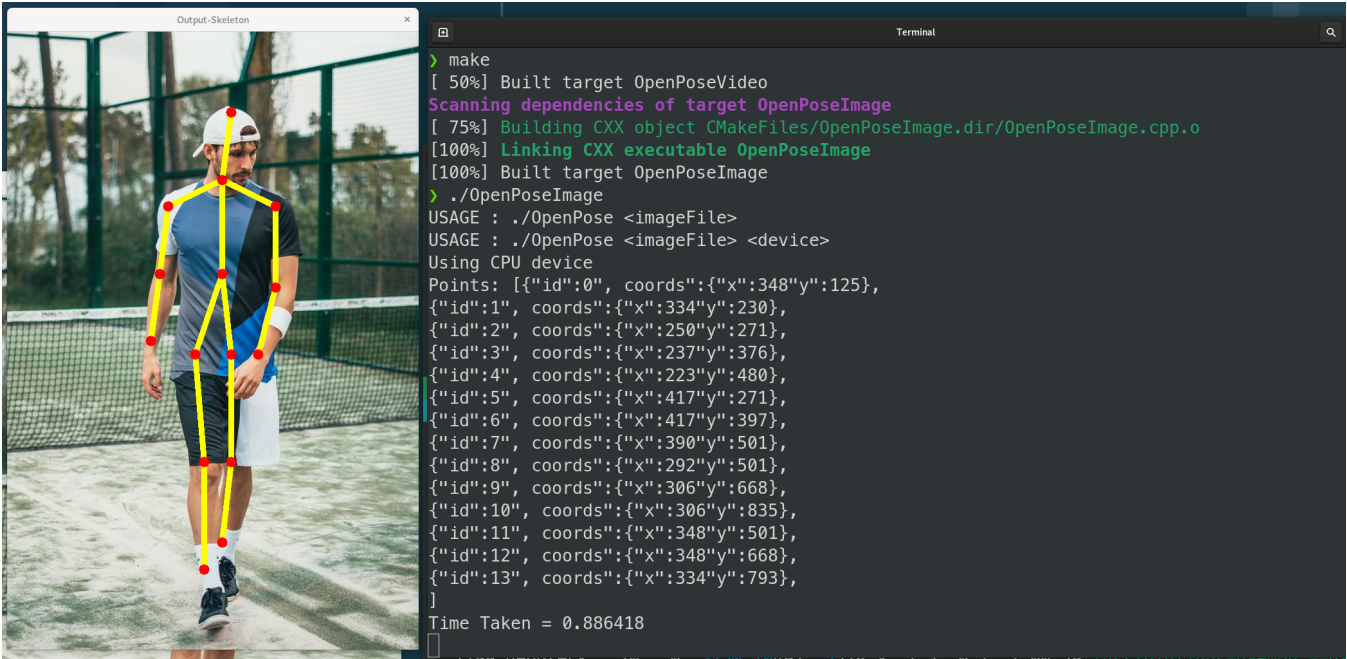 Output-Skeleton
×
Terminal
❯ make
[ 50%] Built target OpenPoseVideo
Scanning dependencies of target OpenPoseImage
[ 75%] Building CXX object CMakeFiles/OpenPoseImage.dir/OpenPoseImage.cpp.o
[100%] Linking CXX executable OpenPoseImage
[100%] Built target OpenPoseImage
❯ ./OpenPoseImage
USAGE : ./OpenPose <imageFile>
USAGE : ./OpenPose <imageFile> <device>
Using CPU device
Points: [{"id":0", coords":{"x":348"y":125},
{"id":1", coords":{"x":334"y":230},
{"id":2", coords":{"x":250"y":271},
{"id":3", coords":{"x":237"y":376},
{"id":4", coords":{"x":223"y":480},
{"id":5", coords":{"x":417"y":271},
{"id":6", coords":{"x":417"y":397},
{"id":7", coords":{"x":390"y":501},
{"id":8", coords":{"x":292"y":501},
{"id":9", coords":{"x":306"y":668},
{"id":10", coords":{"x":306"y":835},
{"id":11", coords":{"x":348"y":501},
{"id":12", coords":{"x":348"y":668},
{"id":13", coords":{"x":334"y":793},
]
Time Taken = 0.886418